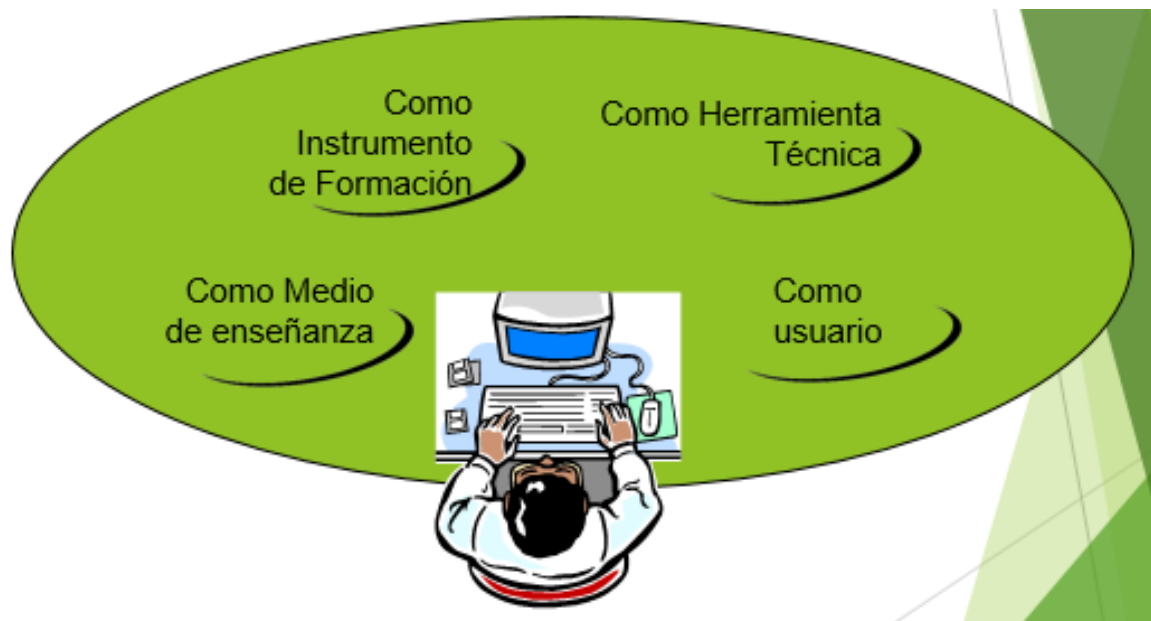 Como
Instrumento
de Formación
Como Herramienta
Técnica
Como Medio
de enseñanza
Como
usuario